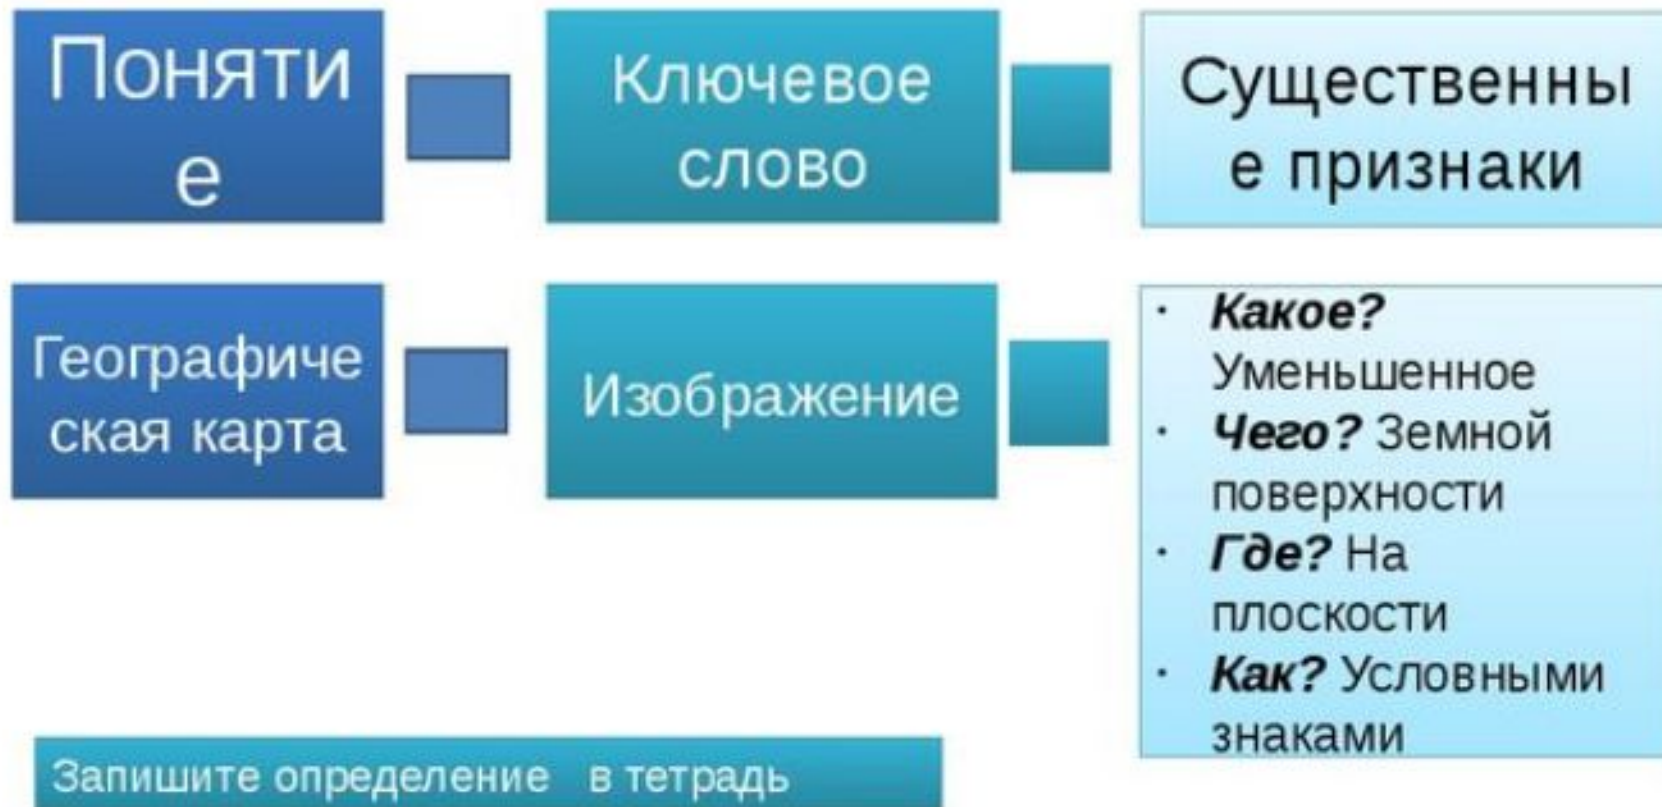 Поняти
е
Ключевое
слово
Существенны
е признаки
Географиче
ская карта
Изображение
· Какое?
Уменьшенное
· Чего? Земной
поверхности
· Где? На
плоскости
· Как? Условными
знаками
Запишите определение в тетрадь